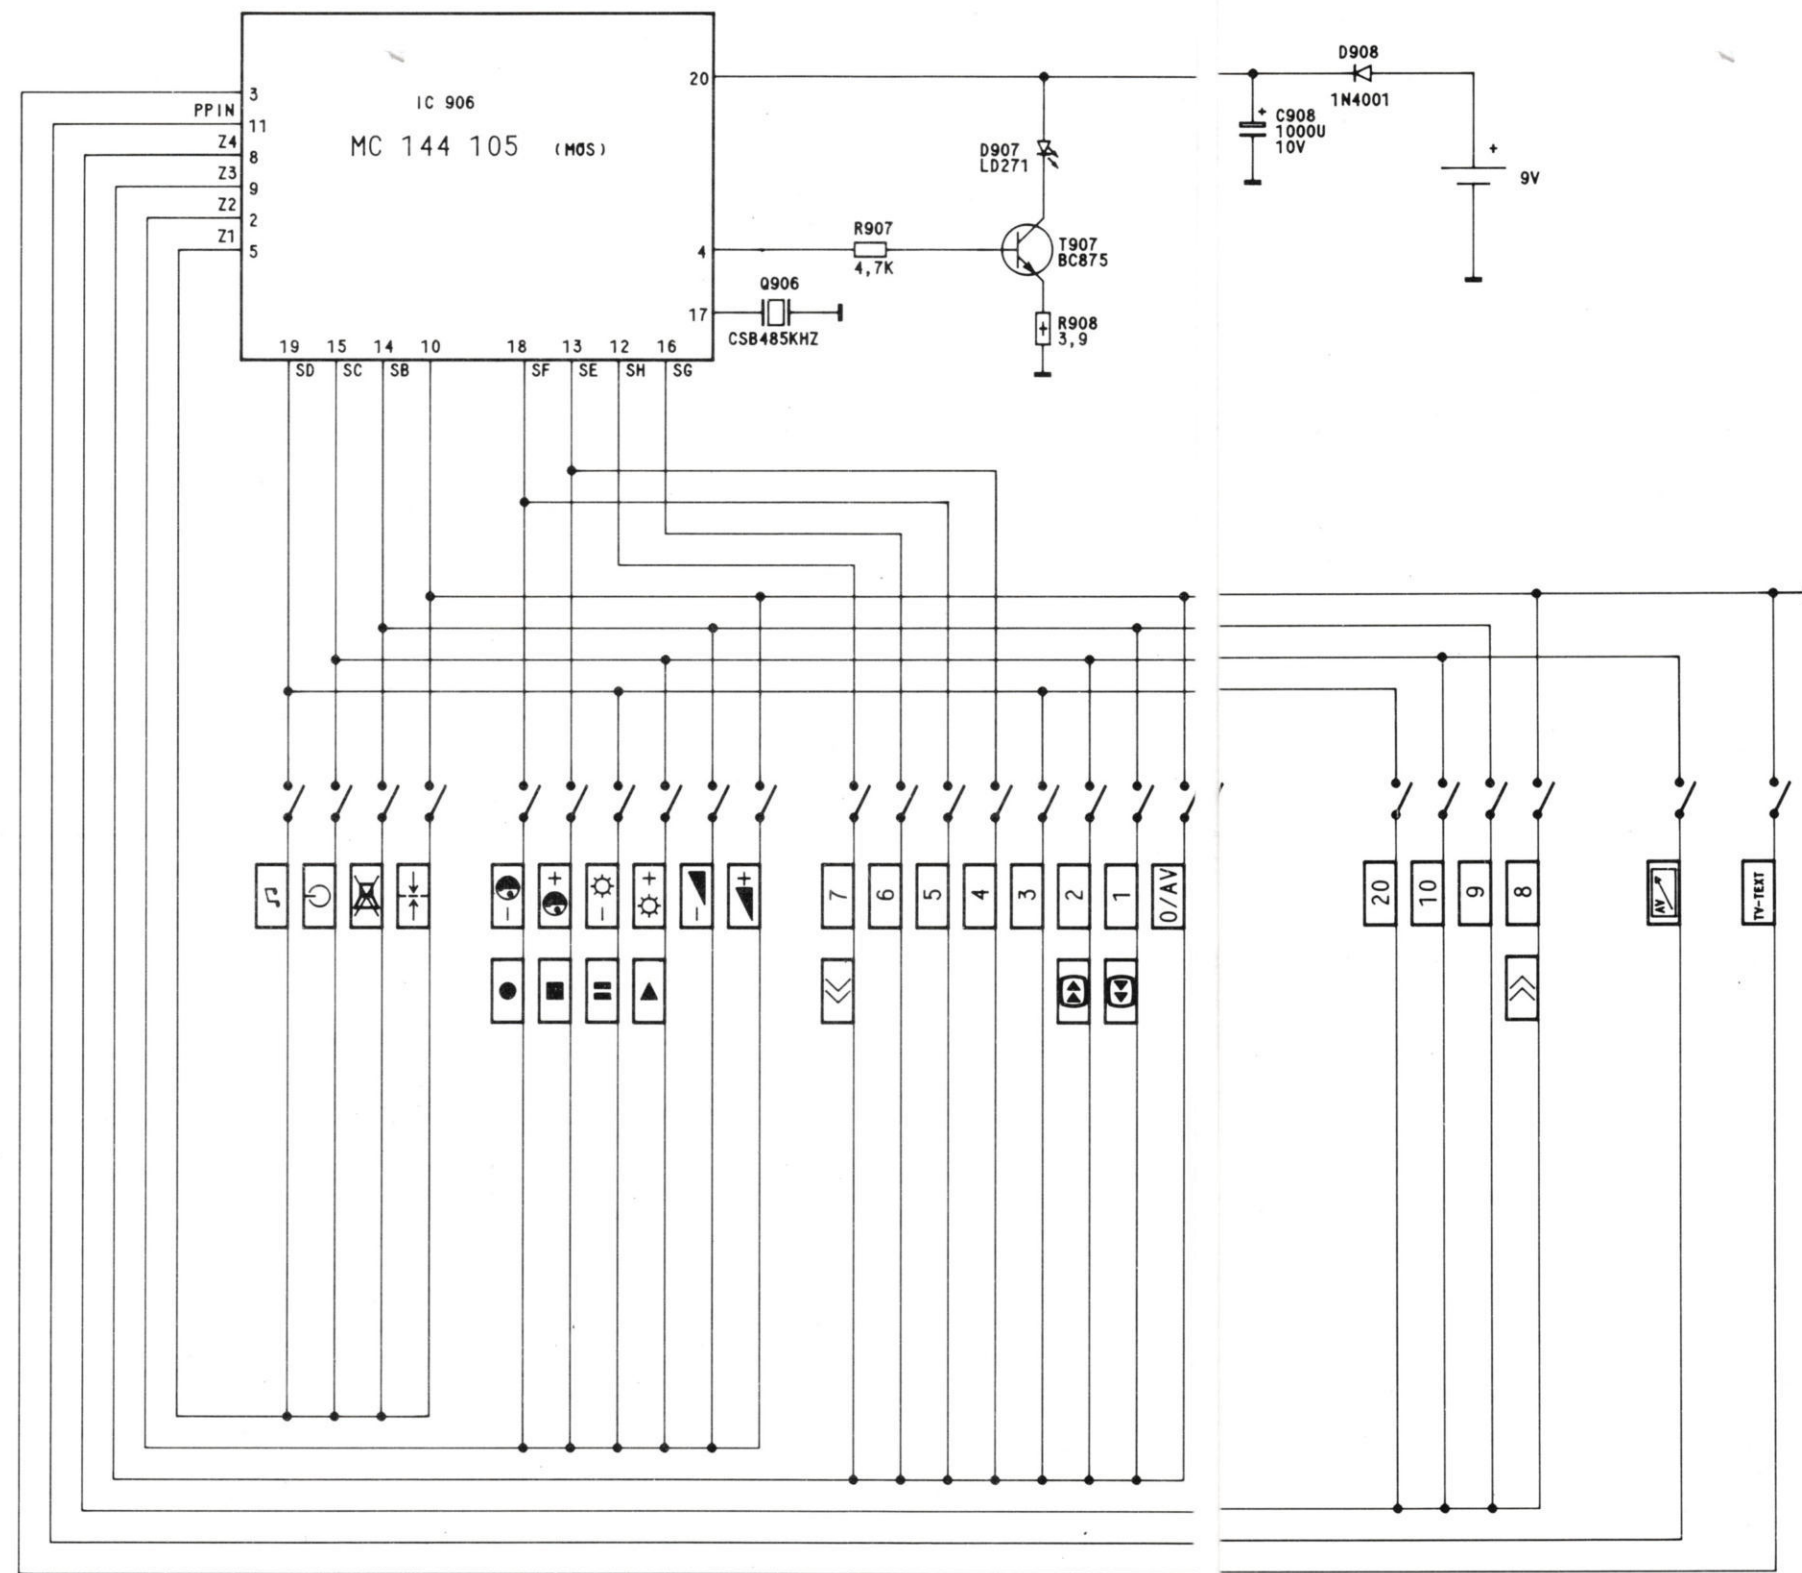 D908
1N4001
+ C908
1000U
10V
+
9V
20
3
PPIN
11
Z4
8
Z3
9
Z2
2
Z1
5
IC 906
MC 144 105 (MOS)
D907
LD271
R907
4,7K
4
T907
BC875
Q906
17
CSB485KHZ
+ R908
3,9
19 15 14 10 18 13 12 16
SD SC SB SF SE SH SG
- + - + - +
7 6 5 4 3 2 1 0/AV
20 10 9 8
AV
TV-TEXT